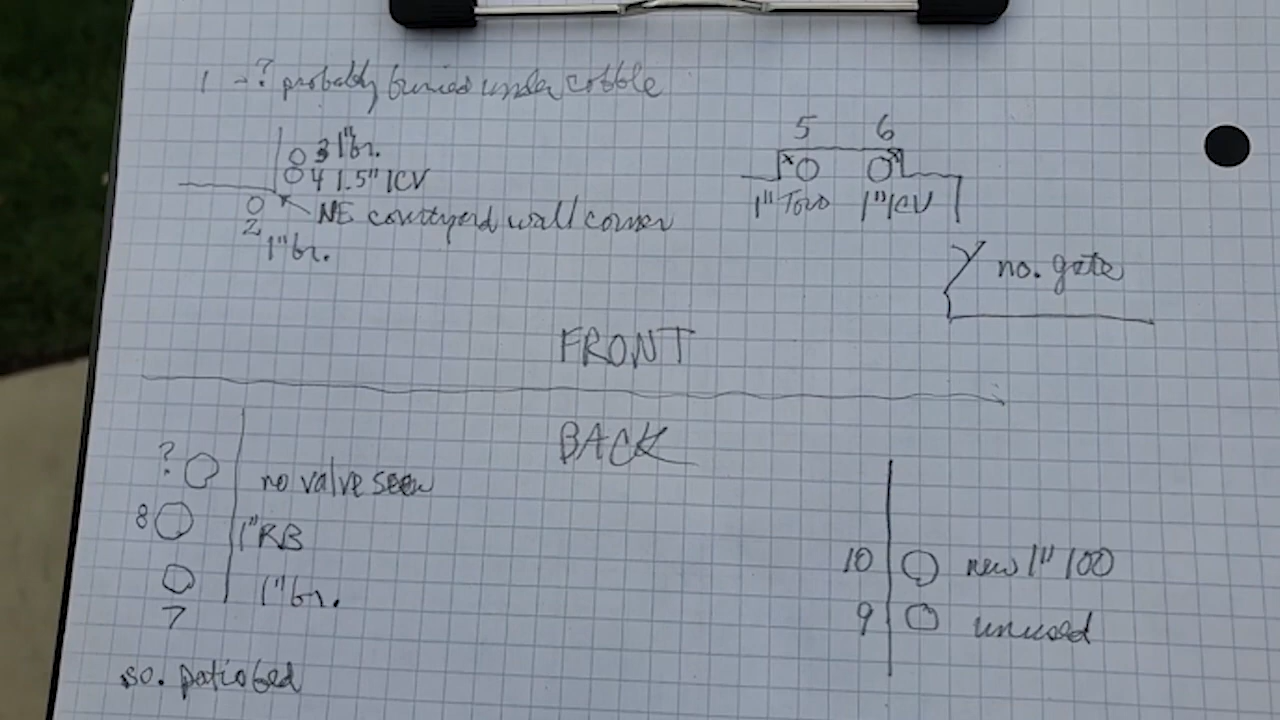 1 - ? probably buried under cobble
3 1" br.
4 1.5" ICV
NE courtyard wall corner
2
1" br.
5 6
x x
1" Toro 1" ICV
no. gate
FRONT
BACK
? no valve seen
8 1" RB
1" br.
7
so. patio bed
10 new 1" 100
9 unused